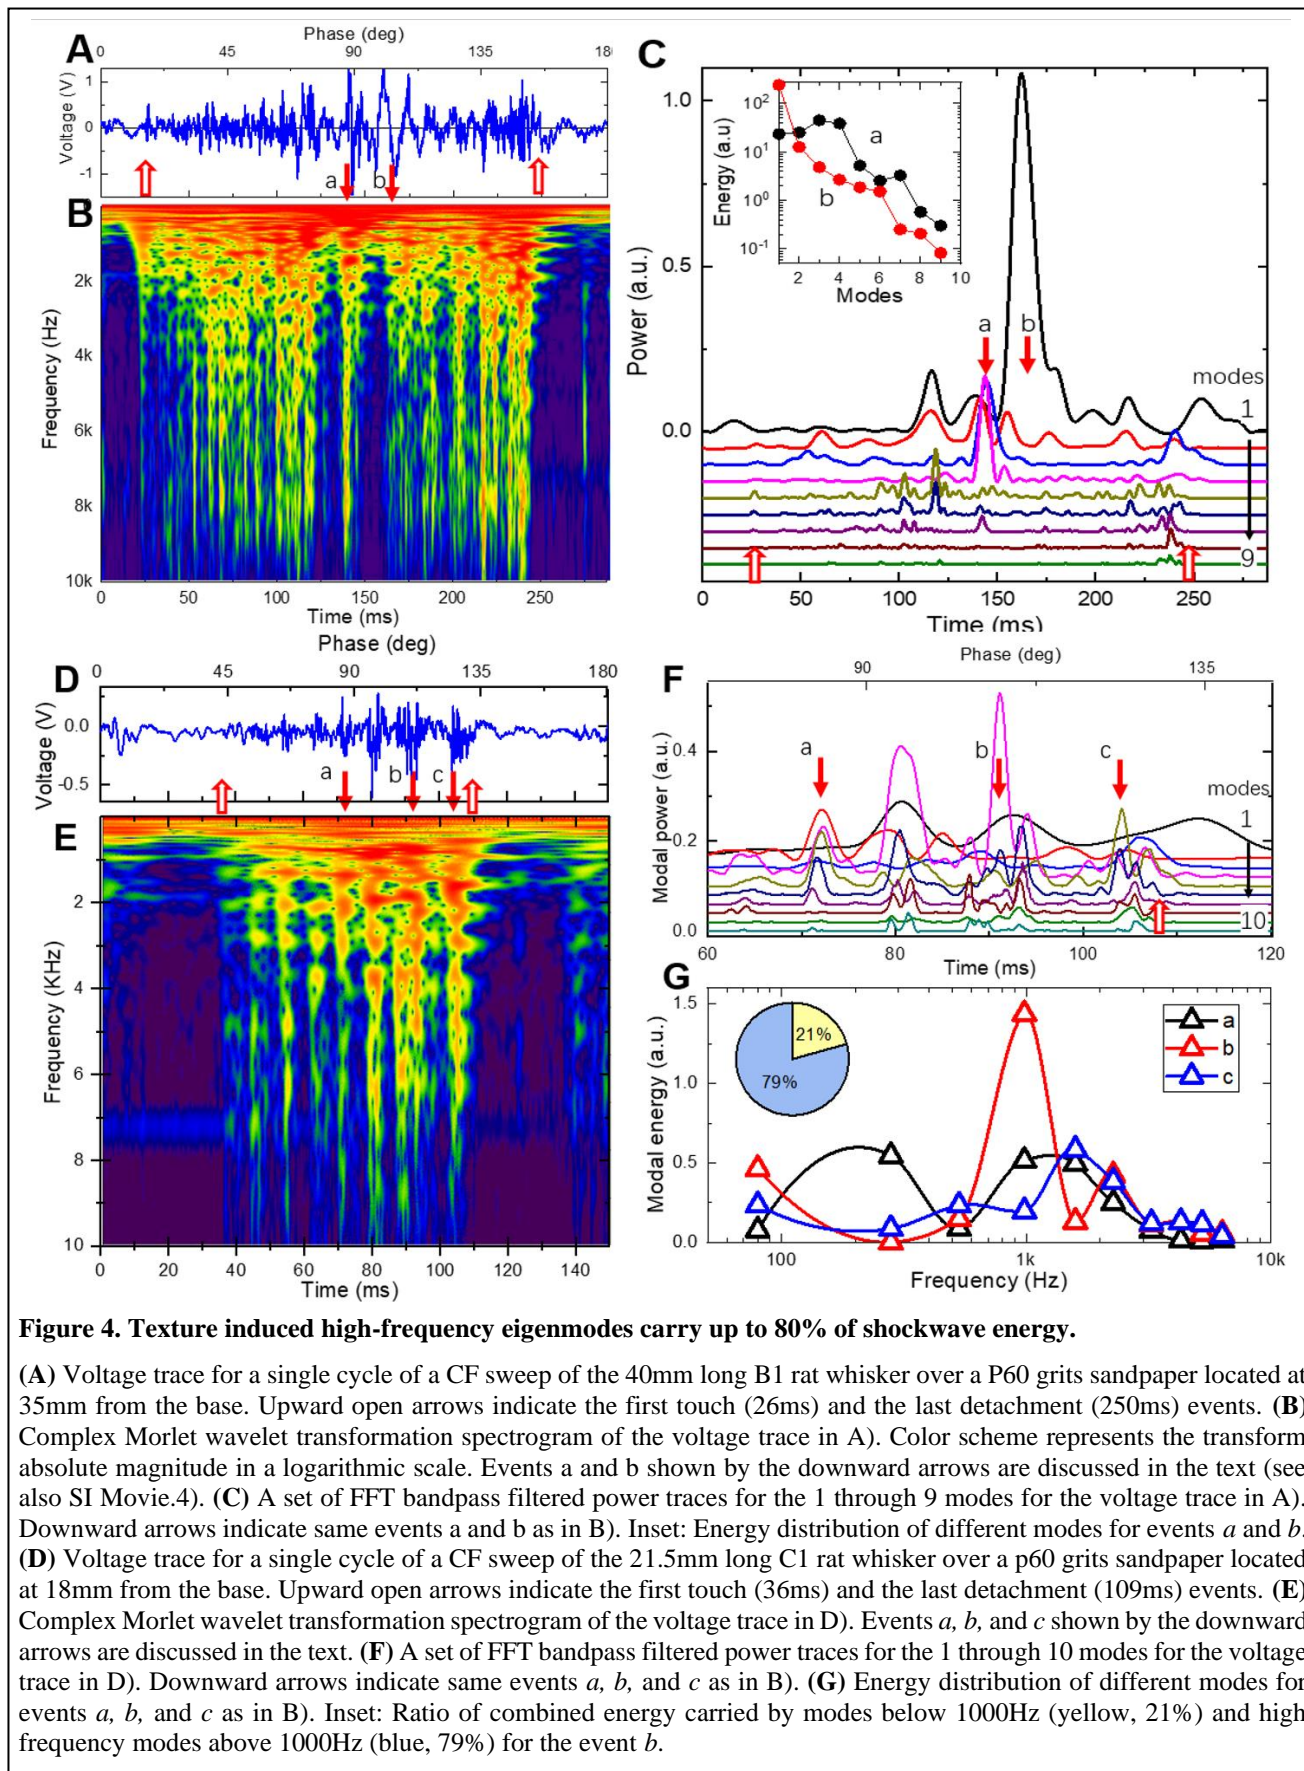 A
Phase (deg)
0 45 90 135 18
Voltage (V)
1
0
-1
a
b
B
Frequency (Hz)
2k
4k
6k
8k
10k
0 50 100 150 200 250
Time (ms)
C
Power (a.u.)
1.0
0.5
0.0
Energy (a.u)
10²
10¹
10⁰
10⁻¹
a
b
2 4 6 8 10
Modes
a
b
modes
1
9
0 50 100 150 200 250
Time (ms)
Phase (deg)
0 45 90 135 180
D
Voltage (V)
0.0
-0.5
a
b
c
E
Frequency (KHz)
2
4
6
8
10
0 20 40 60 80 100 120 140
Time (ms)
F
Phase (deg)
90 135
Modal power (a.u.)
0.4
0.2
0.0
a
b
c
modes
1
10
60 80 100 120
Time (ms)
G
Modal energy (a.u.)
1.5
1.0
0.5
0.0
21%
79%
a
b
c
100 1k 10k
Frequency (Hz)
Figure 4. Texture induced high-frequency eigenmodes carry up to 80% of shockwave energy.
(A) Voltage trace for a single cycle of a CF sweep of the 40mm long B1 rat whisker over a P60 grits sandpaper located at
35mm from the base. Upward open arrows indicate the first touch (26ms) and the last detachment (250ms) events. (B)
Complex Morlet wavelet transformation spectrogram of the voltage trace in A). Color scheme represents the transform
absolute magnitude in a logarithmic scale. Events a and b shown by the downward arrows are discussed in the text (see
also SI Movie.4). (C) A set of FFT bandpass filtered power traces for the 1 through 9 modes for the voltage trace in A).
Downward arrows indicate same events a and b as in B). Inset: Energy distribution of different modes for events a and b.
(D) Voltage trace for a single cycle of a CF sweep of the 21.5mm long C1 rat whisker over a p60 grits sandpaper located
at 18mm from the base. Upward open arrows indicate the first touch (36ms) and the last detachment (109ms) events. (E)
Complex Morlet wavelet transformation spectrogram of the voltage trace in D). Events a, b, and c shown by the downward
arrows are discussed in the text. (F) A set of FFT bandpass filtered power traces for the 1 through 10 modes for the voltage
trace in D). Downward arrows indicate same events a, b, and c as in B). (G) Energy distribution of different modes for
events a, b, and c as in B). Inset: Ratio of combined energy carried by modes below 1000Hz (yellow, 21%) and high
frequency modes above 1000Hz (blue, 79%) for the event b.